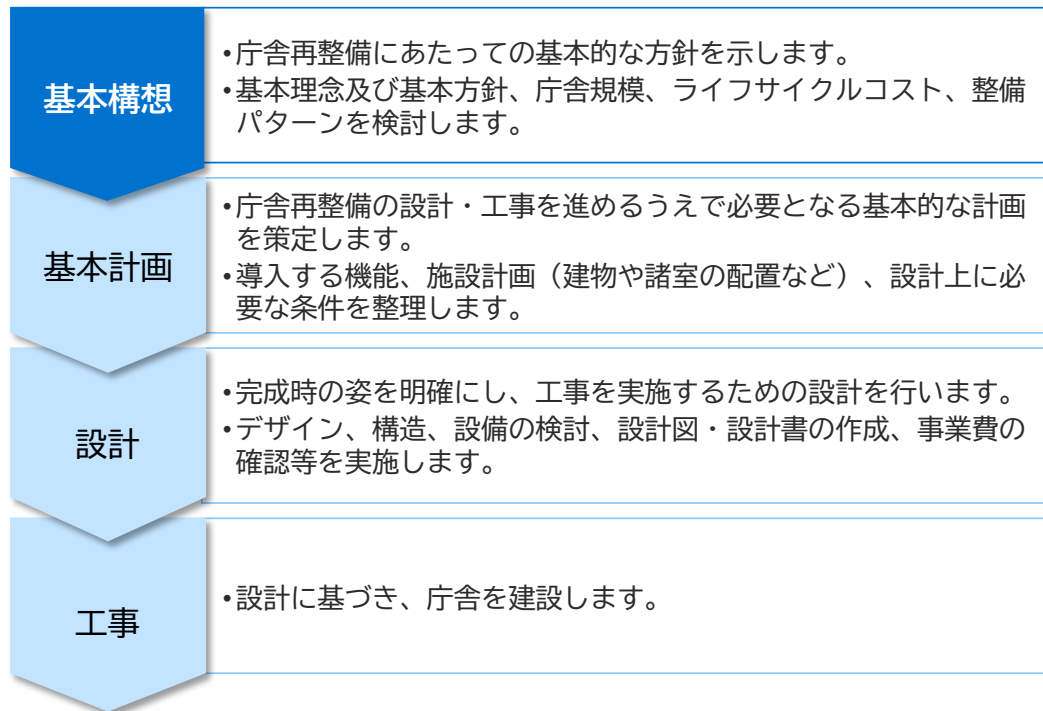 基本構想
•庁舎再整備にあたっての基本的な方針を示します。
•基本理念及び基本方針、庁舎規模、ライフサイクルコスト、整備
パターンを検討します。
基本計画
•庁舎再整備の設計・工事を進めるうえで必要となる基本的な計画
を策定します。
•導入する機能、施設計画（建物や諸室の配置など）、設計上に必
要な条件を整理します。
設計
•完成時の姿を明確にし、工事を実施するための設計を行います。
•デザイン、構造、設備の検討、設計図・設計書の作成、事業費の
確認等を実施します。
工事
•設計に基づき、庁舎を建設します。